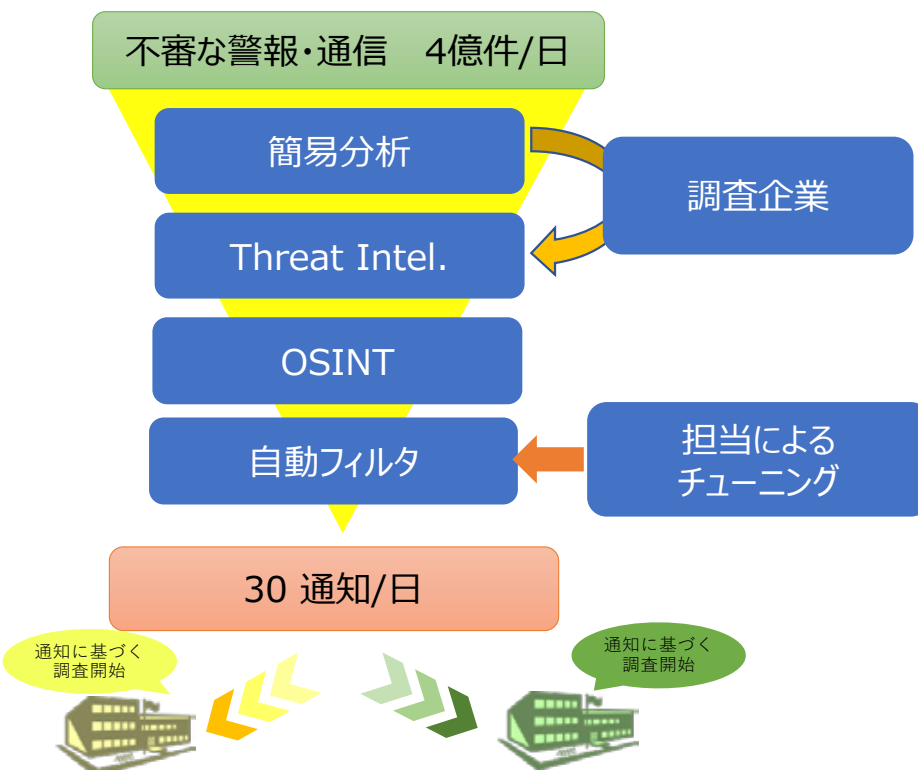 不審な警報・通信　4億件/日
簡易分析
調査企業
Threat Intel.
OSINT
自動フィルタ
担当による
チューニング
30 通知/日
通知に基づく
調査開始
通知に基づく
調査開始